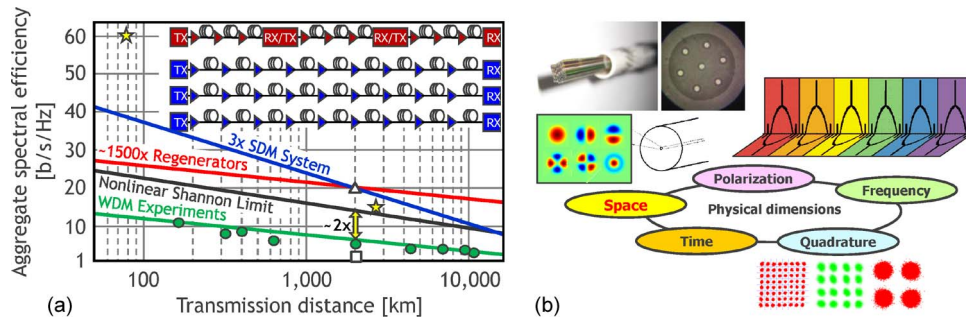 Aggregate spectral efficiency
[b/s/Hz]
60
50
40
30
20
10
1
TX RX/TX RX/TX RX
TX RX
TX RX
TX RX
3x SDM System
~1500x Regenerators
Nonlinear Shannon Limit
WDM Experiments
~2x
100 1,000 10,000
Transmission distance [km]
(a)
Polarization
Space
Frequency
Physical dimensions
Time
Quadrature
(b)